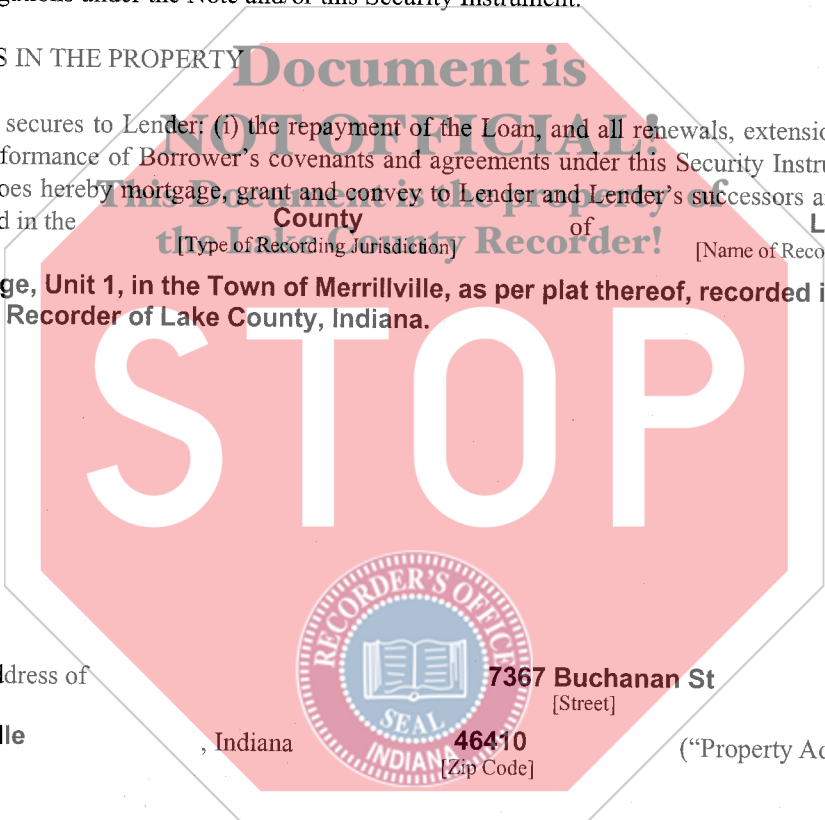 gations under the Note and/or this Security Instrument.
S IN THE PROPERTY
Document is
NOT OFFICIAL!
secures to Lender: (i) the repayment of the Loan, and all renewals, extensio
formance of Borrower's covenants and agreements under this Security Instru
This Document is the property of
oes hereby mortgage, grant and convey to Lender and Lender's successors a
d in the County of L
the Lake County Recorder!
[Type of Recording Jurisdiction] [Name of Reco
ge, Unit 1, in the Town of Merrillville, as per plat thereof, recorded i
Recorder of Lake County, Indiana.
STOP
RECORDER'S OFFICE
SEAL
INDIANA
ddress of 7367 Buchanan St
[Street]
lle , Indiana 46410 ("Property Ad
[Zip Code]